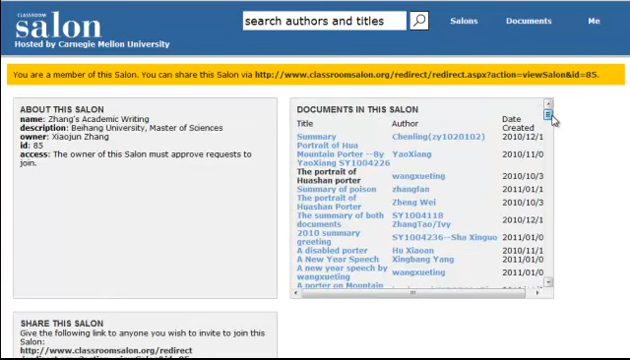 CLASSROOM
salon
Hosted by Carnegie Mellon University
search authors and titles
Salons
Documents
Me
You are a member of this Salon. You can share this Salon via http://www.classroomsalon.org/redirect/redirect.aspx?action=viewSalon&id=85.
ABOUT THIS SALON
name: Zhang's Academic Writing
description: Beihang University, Master of Sciences
owner: Xiaojun Zhang
id: 85
access: The owner of this Salon must approve requests to
join.
DOCUMENTS IN THIS SALON
Title Author Date
Created
Summary Chenling(zy1020102) 2010/12/1
Portrait of Hua
Mountain Porter --By YaoXiang 2010/11/0
YaoXiang SY1004226
The portrait of
Huashan porter wangxueting 2010/10/3
Summary of poison zhangfan 2011/01/1
The portrait of
Huashan Porter Zheng Wei 2010/10/3
The summary of both SY1004118
documents ZhangTao/Ivy 2010/12/1
2010 summary
greeting SY1004236--Sha Xinguo 2011/01/0
A disabled porter Hu Xiaoan 2010/11/1
A New Year Speech Xingbang Yang 2011/01/0
A new year speech by
wangxueting wangxueting 2011/01/0
A porter on Mountain
SHARE THIS SALON
Give the following link to anyone you wish to invite to join this
Salon:
http://www.classroomsalon.org/redirect